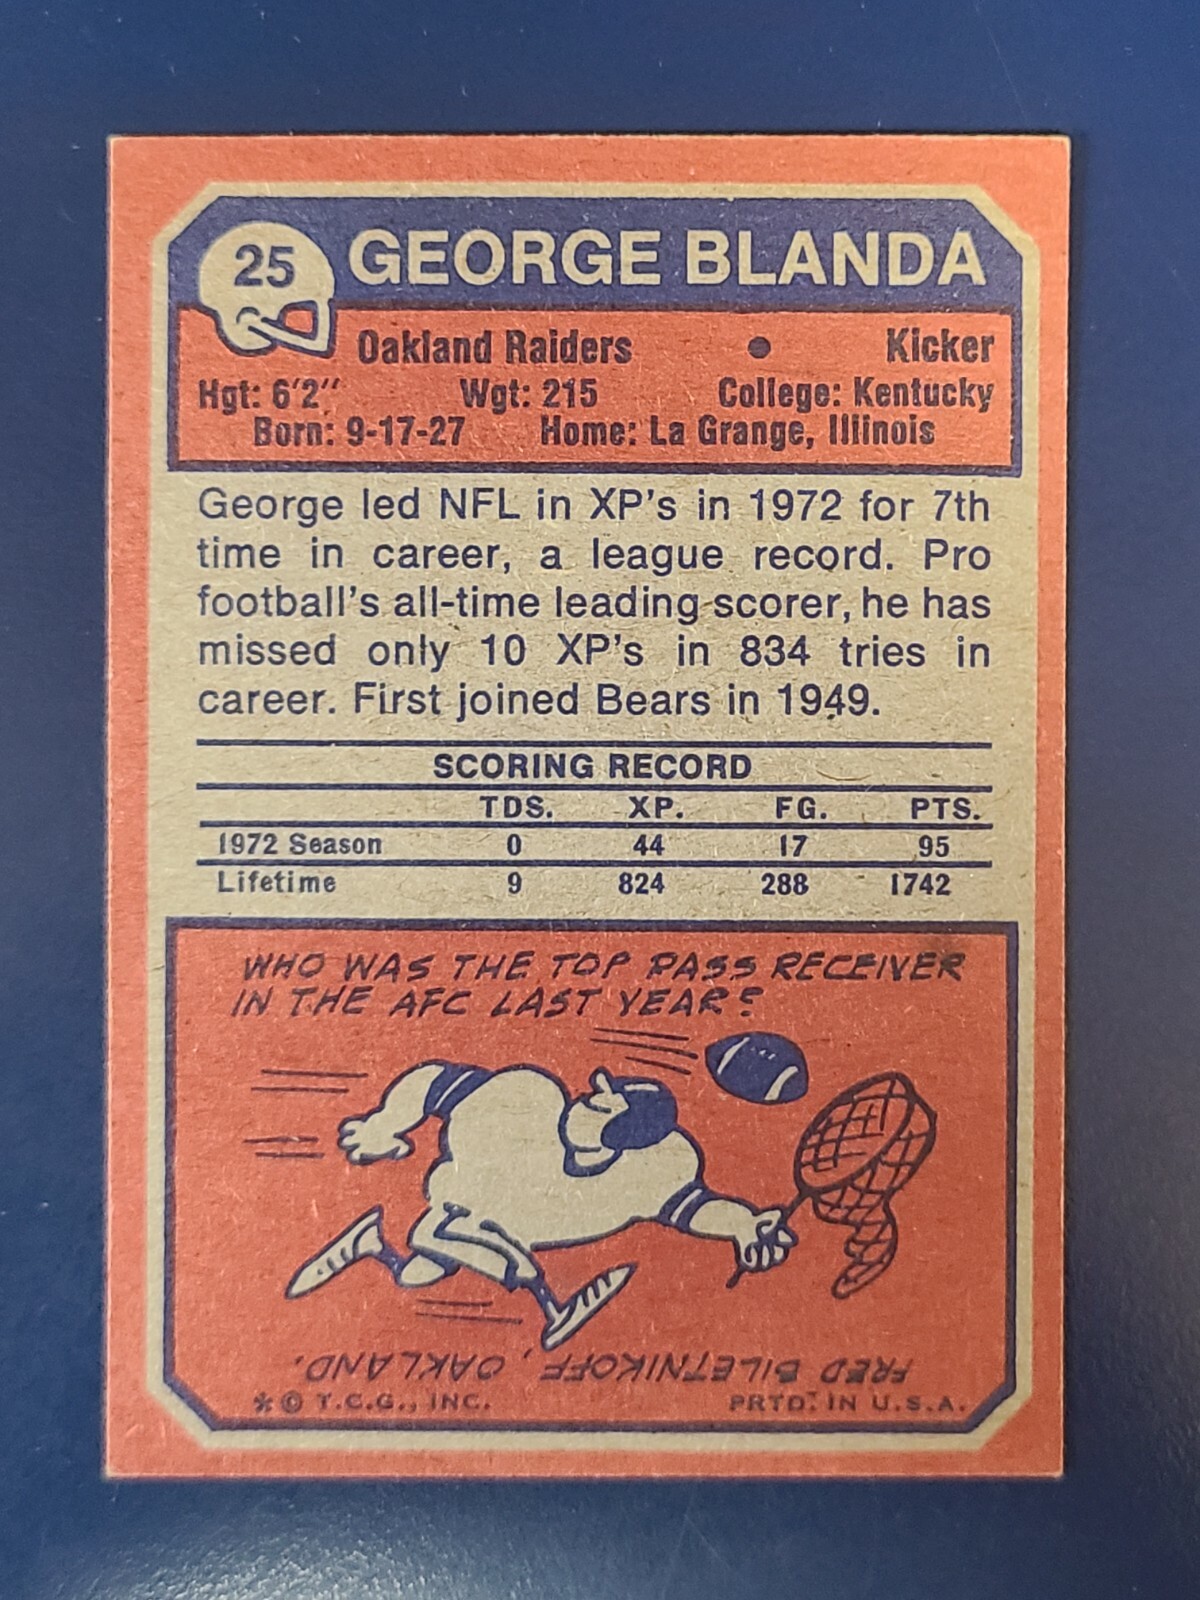 25 GEORGE BLANDA
Oakland Raiders • Kicker
Hgt: 6'2" Wgt: 215 College: Kentucky
Born: 9-17-27 Home: La Grange, Illinois
George led NFL in XP's in 1972 for 7th
time in career, a league record. Pro
football's all-time leading scorer, he has
missed only 10 XP's in 834 tries in
career. First joined Bears in 1949.
SCORING RECORD
TDS. XP. FG. PTS.
1972 Season 0 44 17 95
Lifetime 9 824 288 1742
WHO WAS THE TOP PASS RECEIVER
IN THE AFC LAST YEAR?
FRED BILETNIKOFF, OAKLAND.
*© T.C.G., INC. PRTD. IN U.S.A.